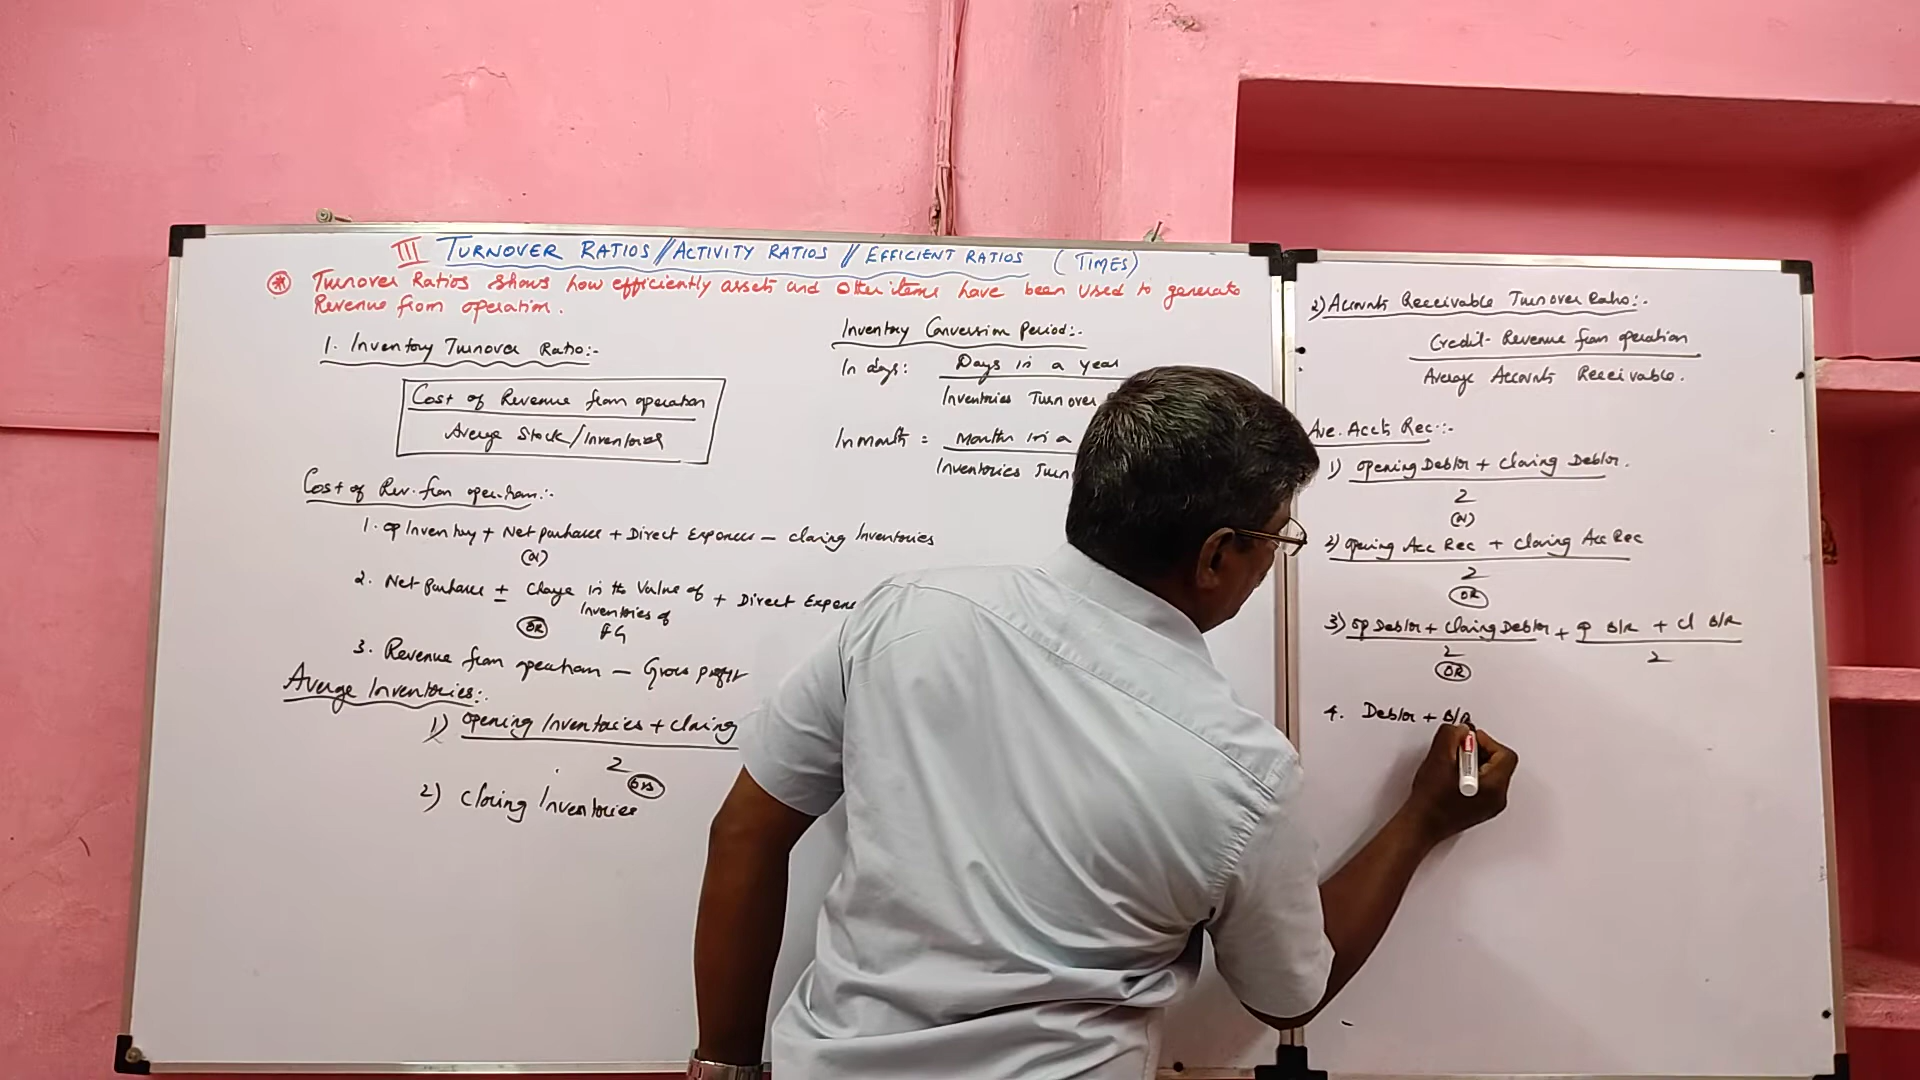 III TURNOVER RATIOS // ACTIVITY RATIOS // EFFICIENT RATIOS (TIMES)
* Turnover Ratios shows how efficiently assets and other items have been used to generate
Revenue from operation.
1. Inventory Turnover Ratio:-
Cost of Revenue from operation
Average Stock/Inventories
Cost of Rev. from operation:-
1. op Inventory + Net purchases + Direct Expenses - closing Inventories
(or)
2. Net purchase ± Change in the Value of + Direct Expense
Inventories of
FG
OR
3. Revenue from operation - Gross profit
Average Inventories:-
1) opening Inventories + closing
2
2) closing Inventories
Inventory Conversion Period:-
In days: Days in a year
Inventories Turnover
In month = Months in a
Inventories Turn
2) Accounts Receivable Turnover Ratio:-
Credit Revenue from operation
Average Accounts Receivable.
Ave. Accts Rec:-
1) opening Debtor + closing Debtor.
2
(or)
2) opening Acc Rec + closing Acc Rec
2
OR
3) op Debtor + closing Debtor + op B/R + cl B/R
2 2
OR
4. Debtor + B/R